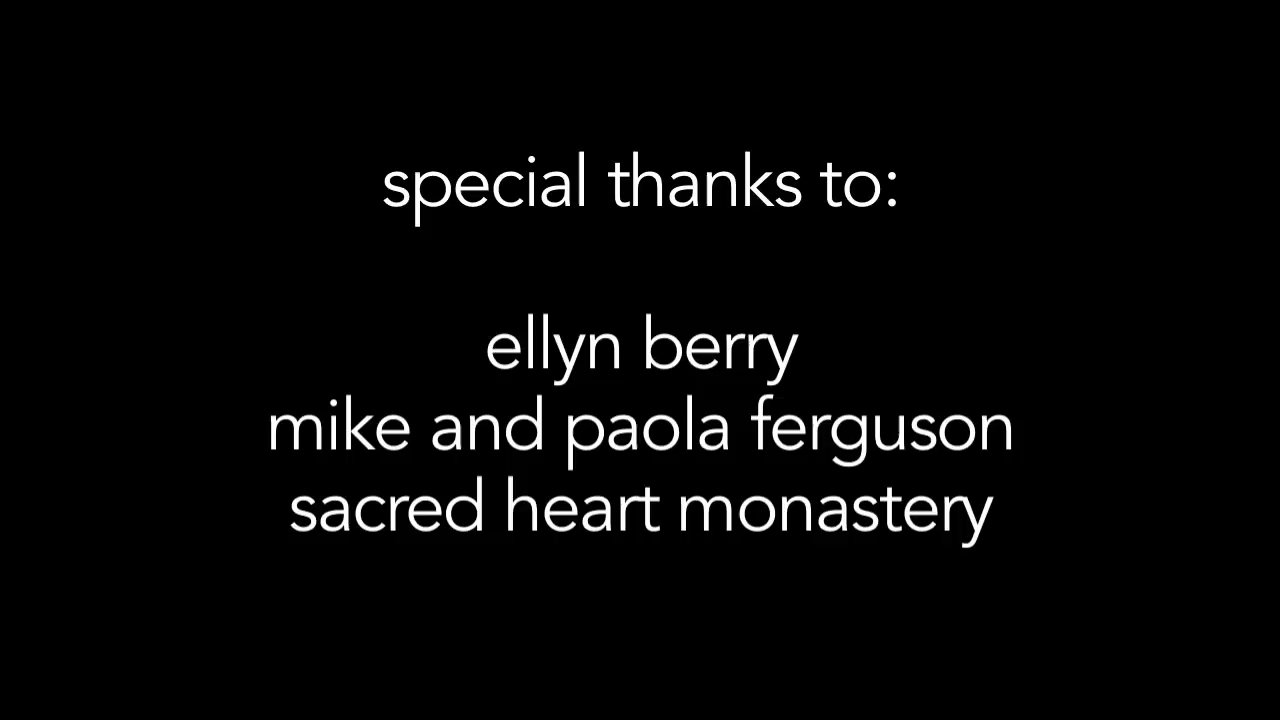 special thanks to:
ellyn berry
mike and paola ferguson
sacred heart monastery